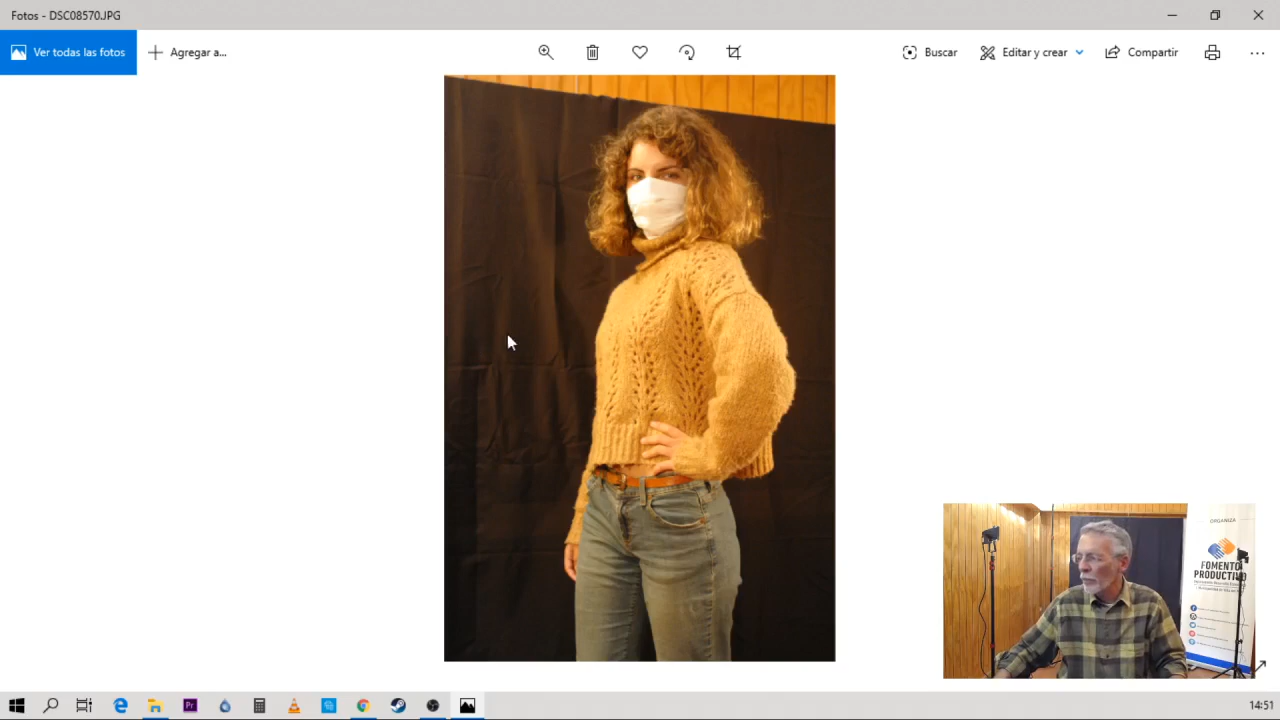 Fotos - DSC08570.JPG
Ver todas las fotos
Agregar a...
Buscar
Editar y crear
Compartir
ORGANIZA
FOMENTO
PRODUCTIVO
14:51